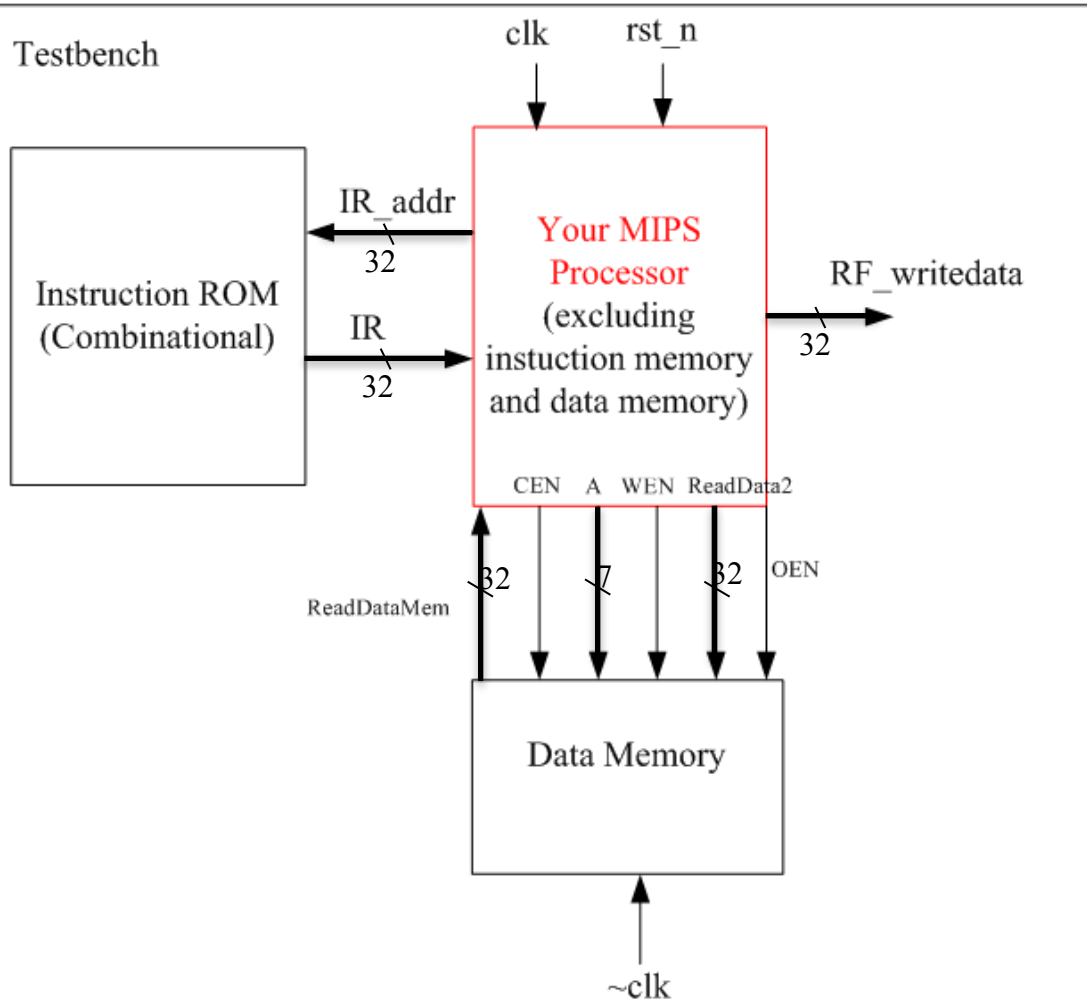 Testbench
clk
rst_n
IR_addr
32
Instruction ROM
(Combinational)
IR
32
Your MIPS
Processor
(excluding
instuction memory
and data memory)
RF_writedata
32
CEN A WEN ReadData2
ReadDataMem
32
7
32
OEN
Data Memory
~clk